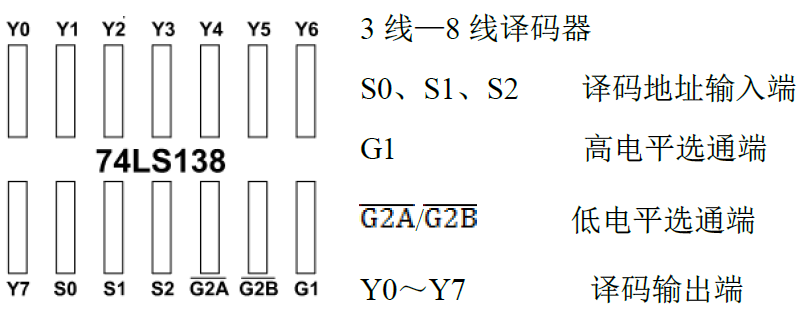 Y0 Y1 Y2 Y3 Y4 Y5 Y6
74LS138
Y7 S0 S1 S2 G2A G2B G1
3 线—8 线译码器
S0、S1、S2 译码地址输入端
G1 高电平选通端
G2A/G2B 低电平选通端
Y0～Y7 译码输出端